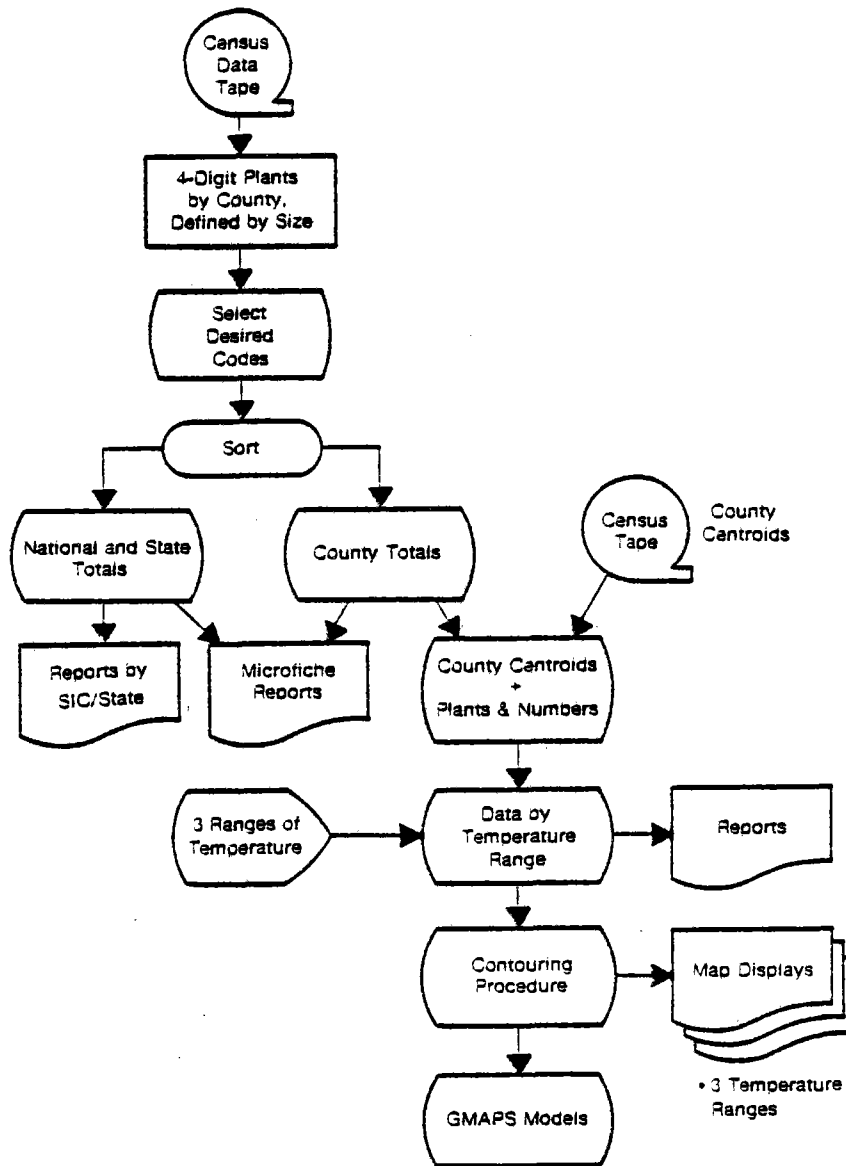 Census
Data
Tape
4-Digit Plants
by County,
Defined by Size
Select
Desired
Codes
Sort
National and State
Totals
County Totals
Census
Tape
County
Centroids
Reports by
SIC/State
Microfiche
Reports
County Centroids
+
Plants & Numbers
3 Ranges of
Temperature
Data by
Temperature
Range
Reports
Contouring
Procedure
Map Displays
• 3 Temperature
Ranges
GMAPS Models